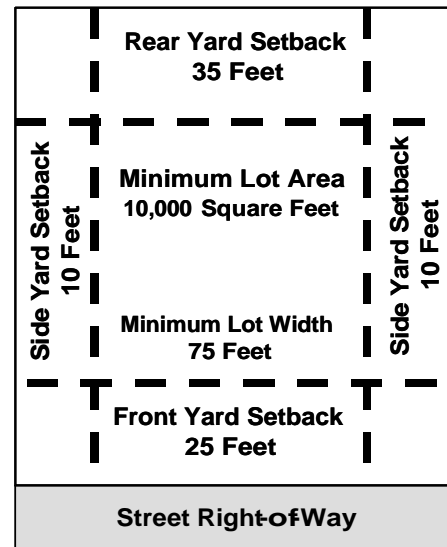 Rear Yard Setback
35 Feet
Side Yard Setback
10 Feet
Minimum Lot Area
10,000 Square Feet
Minimum Lot Width
75 Feet
Side Yard Setback
10 Feet
Front Yard Setback
25 Feet
Street Right-of Way